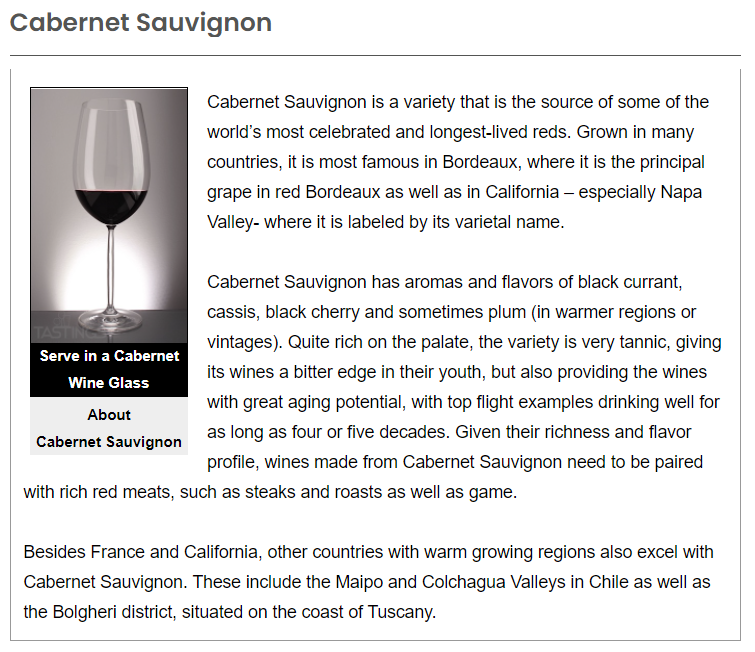 Cabernet Sauvignon
TASTING
Serve in a Cabernet
Wine Glass
About
Cabernet Sauvignon
Cabernet Sauvignon is a variety that is the source of some of the
world’s most celebrated and longest-lived reds. Grown in many
countries, it is most famous in Bordeaux, where it is the principal
grape in red Bordeaux as well as in California – especially Napa
Valley- where it is labeled by its varietal name.
Cabernet Sauvignon has aromas and flavors of black currant,
cassis, black cherry and sometimes plum (in warmer regions or
vintages). Quite rich on the palate, the variety is very tannic, giving
its wines a bitter edge in their youth, but also providing the wines
with great aging potential, with top flight examples drinking well for
as long as four or five decades. Given their richness and flavor
profile, wines made from Cabernet Sauvignon need to be paired
with rich red meats, such as steaks and roasts as well as game.
Besides France and California, other countries with warm growing regions also excel with
Cabernet Sauvignon. These include the Maipo and Colchagua Valleys in Chile as well as
the Bolgheri district, situated on the coast of Tuscany.